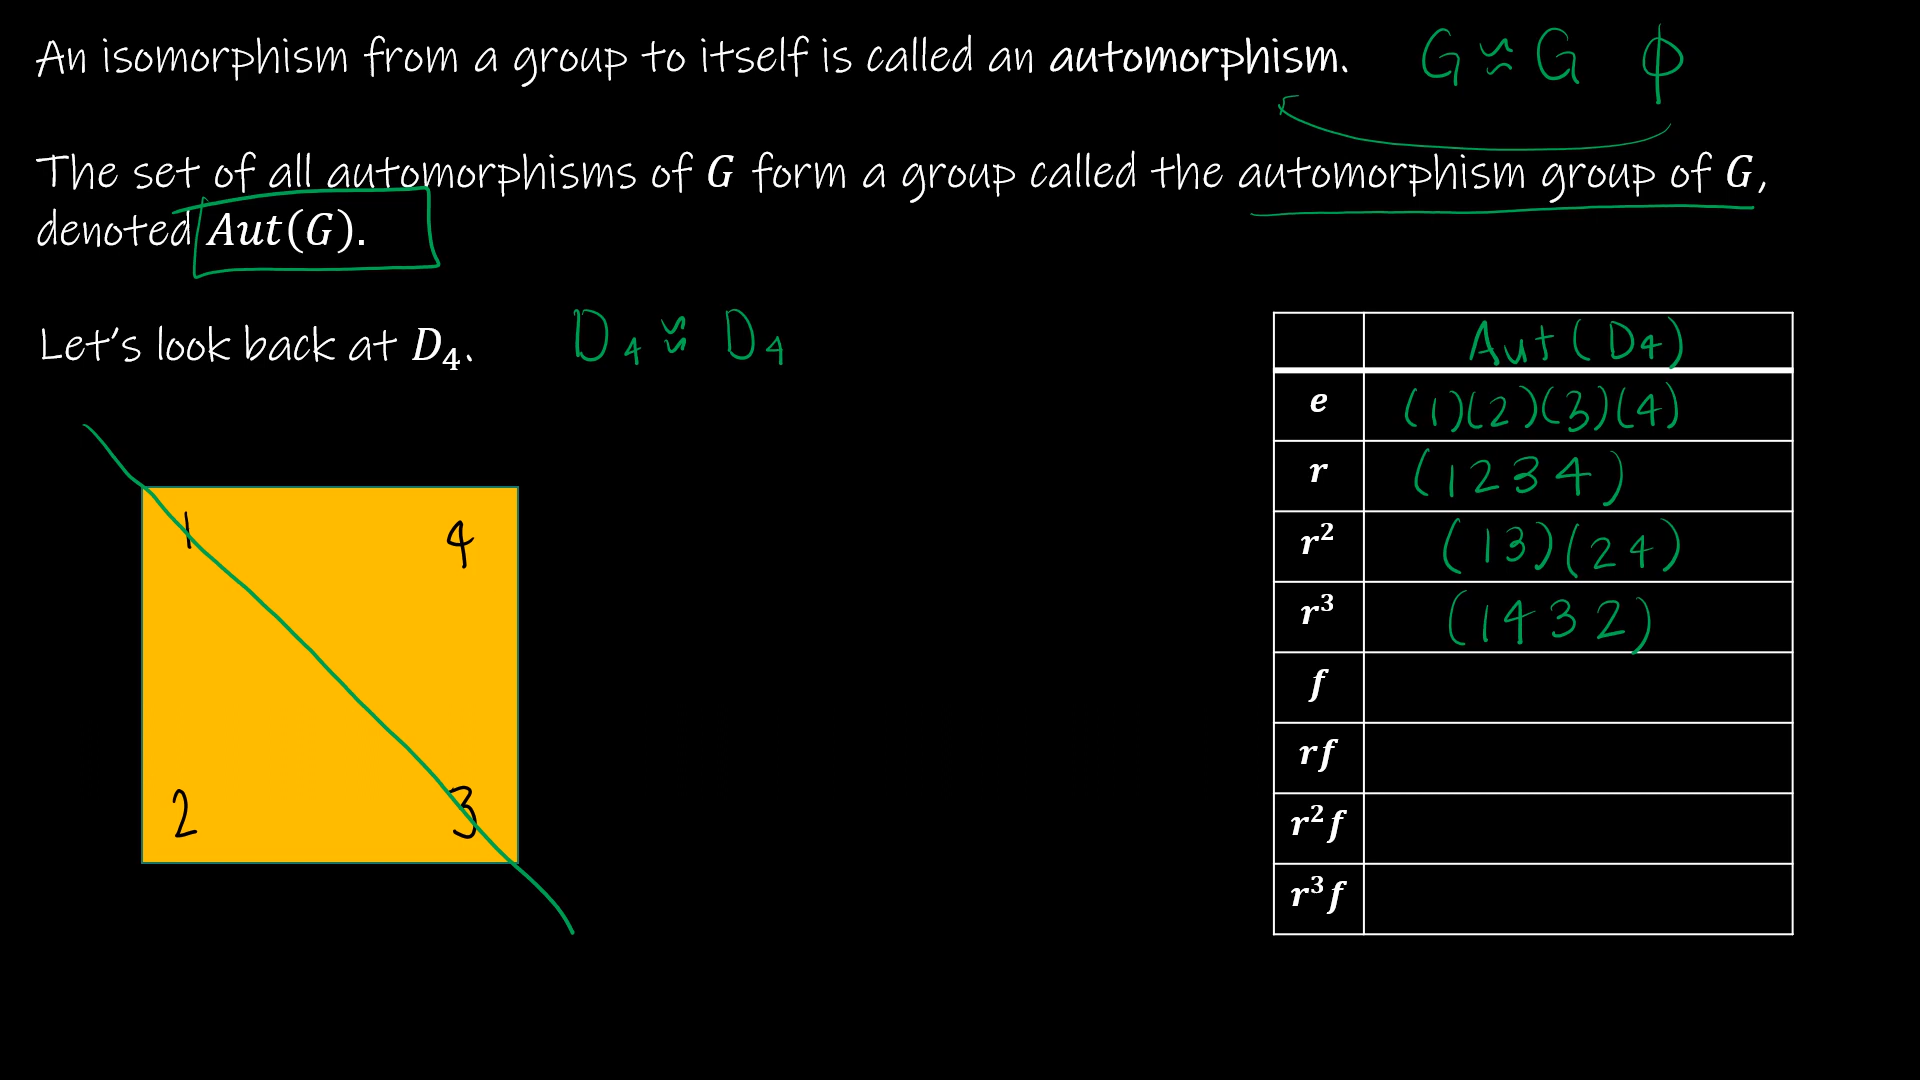 An isomorphism from a group to itself is called an automorphism. G ≈ G ϕ
The set of all automorphisms of G form a group called the automorphism group of G,
denoted Aut(G).
Let's look back at D₄. D₄ ≈ D₄
Aut(D₄)
e (1)(2)(3)(4)
r (1234)
r² (13)(24)
r³ (1432)
f
rf
r²f
r³f
1 4
2 3